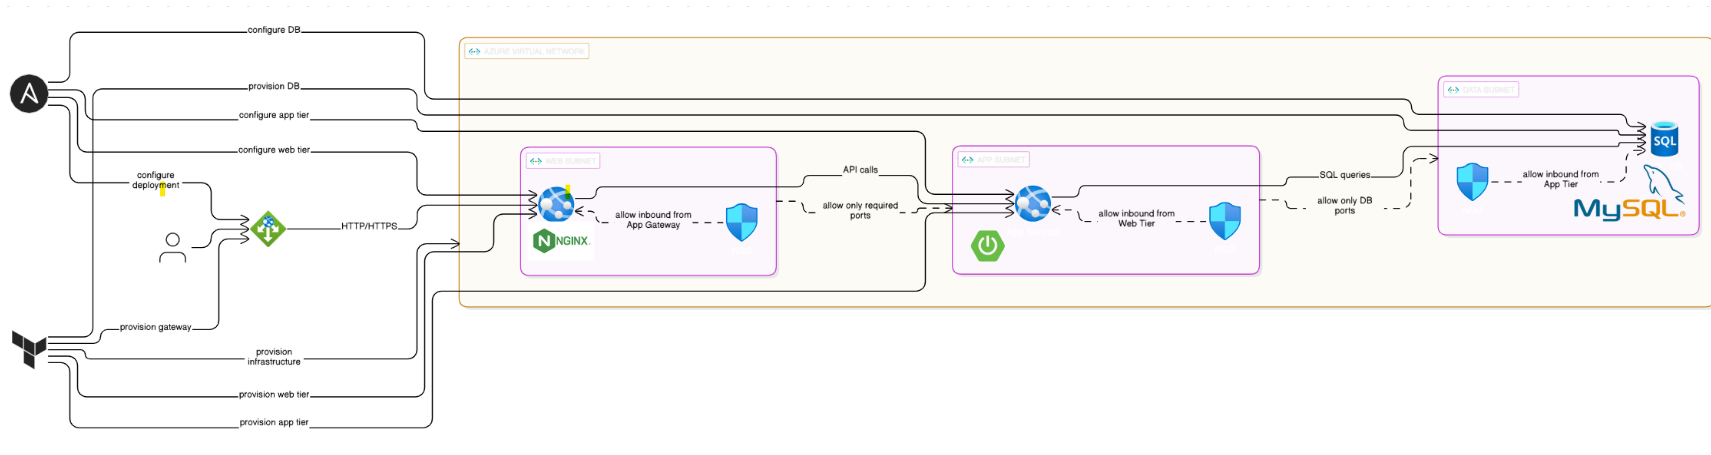 configure DB
AZURE VIRTUAL NETWORK
provision DB
DATA SUBNET
configure app tier
SQL
configure web tier
WEB SUBNET
APP SUBNET
configure
deployment
API calls
SQL queries
allow inbound from
App Tier
allow only required
ports
allow only DB
ports
MySQL®
HTTP/HTTPS
allow inbound from
App Gateway
allow inbound from
Web Tier
NGINX
provision gateway
provision
infrastructure
provision web tier
provision app tier